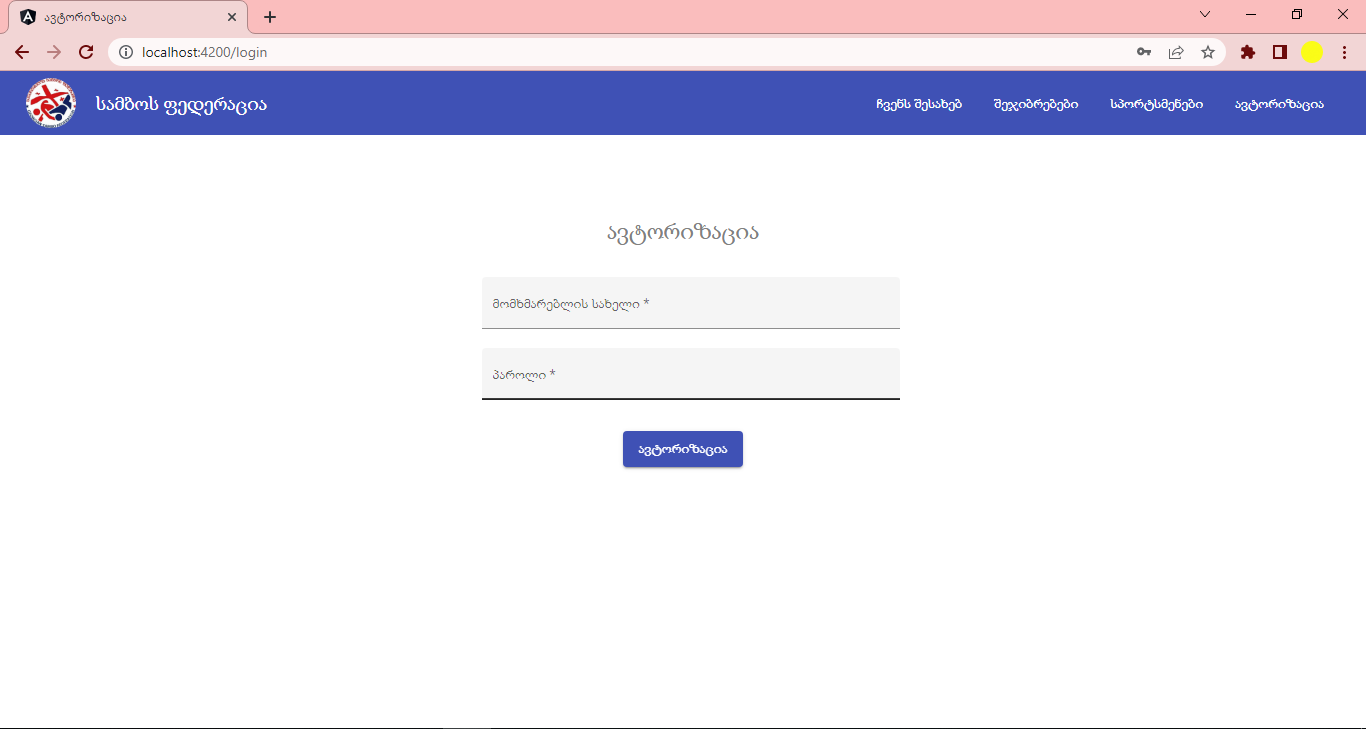 ავტორიზაცია
localhost:4200/login
სამბოს ფედერაცია
ჩვენს შესახებ
შეჯიბრებები
სპორტსმენები
ავტორიზაცია
ავტორიზაცია
მომხმარებლის სახელი *
პაროლი *
ავტორიზაცია